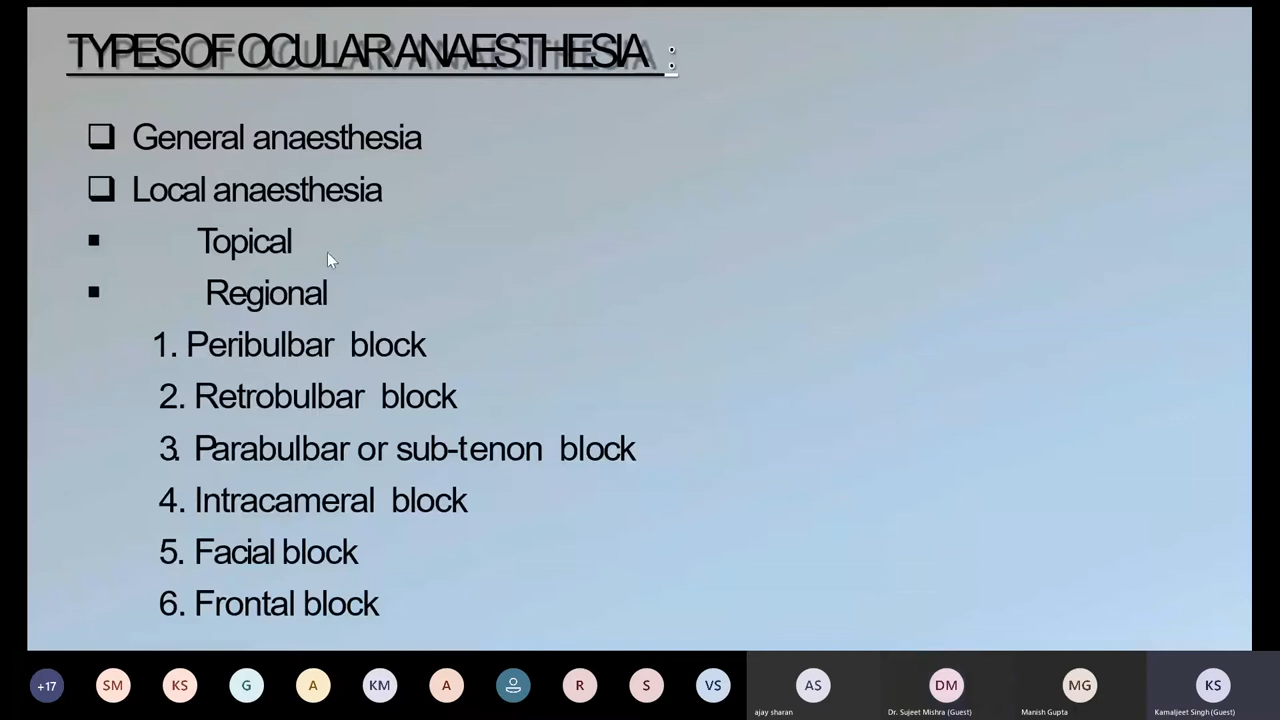 TYPES OF OCULAR ANAESTHESIA :
General anaesthesia
Local anaesthesia
Topical
Regional
1. Peribulbar block
2. Retrobulbar block
3. Parabulbar or sub-tenon block
4. Intracameral block
5. Facial block
6. Frontal block
+17 SM KS G A KM A R S VS AS DM MG KS
ajay sharan Dr. Sujeet Mishra (Guest) Manish Gupta Kamaljeet Singh (Guest)